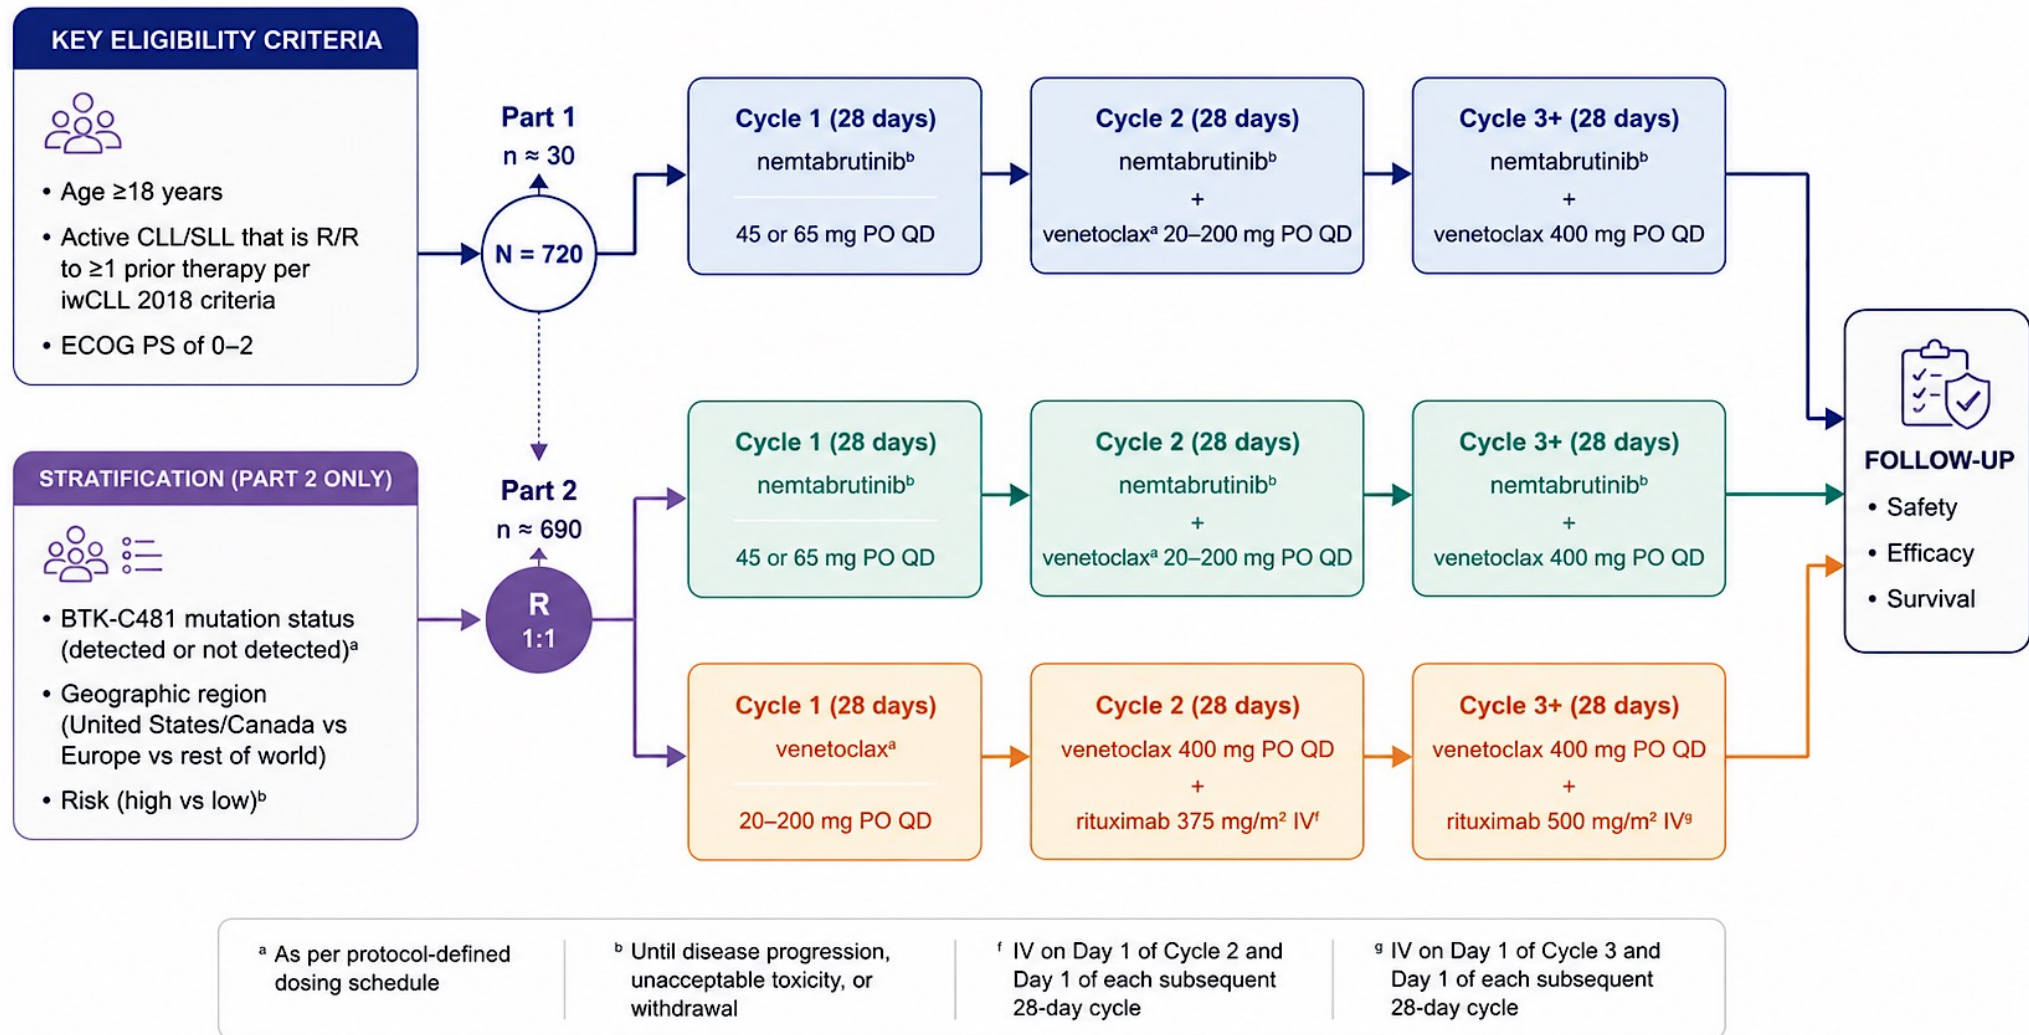 KEY ELIGIBILITY CRITERIA
• Age ≥18 years
• Active CLL/SLL that is R/R
to ≥1 prior therapy per
iwCLL 2018 criteria
• ECOG PS of 0–2
STRATIFICATION (PART 2 ONLY)
• BTK-C481 mutation status
(detected or not detected)ᵃ
• Geographic region
(United States/Canada vs
Europe vs rest of world)
• Risk (high vs low)ᵇ
Part 1
n ≈ 30
N = 720
Part 2
n ≈ 690
R
1:1
Cycle 1 (28 days)
nemtabrutinibᵇ
45 or 65 mg PO QD
Cycle 2 (28 days)
nemtabrutinibᵇ
+
venetoclaxᵃ 20–200 mg PO QD
Cycle 3+ (28 days)
nemtabrutinibᵇ
+
venetoclax 400 mg PO QD
Cycle 1 (28 days)
nemtabrutinibᵇ
45 or 65 mg PO QD
Cycle 2 (28 days)
nemtabrutinibᵇ
+
venetoclaxᵃ 20–200 mg PO QD
Cycle 3+ (28 days)
nemtabrutinibᵇ
+
venetoclax 400 mg PO QD
Cycle 1 (28 days)
venetoclaxᵃ
20–200 mg PO QD
Cycle 2 (28 days)
venetoclax 400 mg PO QD
+
rituximab 375 mg/m² IVᶠ
Cycle 3+ (28 days)
venetoclax 400 mg PO QD
+
rituximab 500 mg/m² IVᵍ
FOLLOW-UP
• Safety
• Efficacy
• Survival
ᵃ As per protocol-defined
dosing schedule
ᵇ Until disease progression,
unacceptable toxicity, or
withdrawal
ᶠ IV on Day 1 of Cycle 2 and
Day 1 of each subsequent
28-day cycle
ᵍ IV on Day 1 of Cycle 3 and
Day 1 of each subsequent
28-day cycle